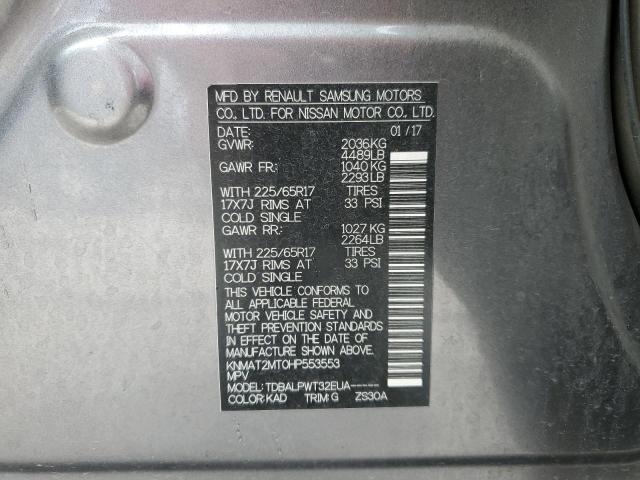 MFD BY RENAULT SAMSUNG MOTORS
CO., LTD. FOR NISSAN MOTOR CO., LTD.
DATE: 01/17
GVWR: 2036KG
4489LB
GAWR FR: 1040 KG
2293LB
WITH 225/65R17 TIRES
17X7J RIMS AT 33 PSI
COLD SINGLE
GAWR RR: 1027 KG
2264LB
WITH 225/65R17 TIRES
17X7J RIMS AT 33 PSI
COLD SINGLE
THIS VEHICLE CONFORMS TO
ALL APPLICABLE FEDERAL
MOTOR VEHICLE SAFETY AND
THEFT PREVENTION STANDARDS
IN EFFECT ON THE DATE OF
MANUFACTURE SHOWN ABOVE.
KNMAT2MT0HP553553
MPV
MODEL: TDBALPWT32EUA-----
COLOR: KAD TRIM: G ZS30A